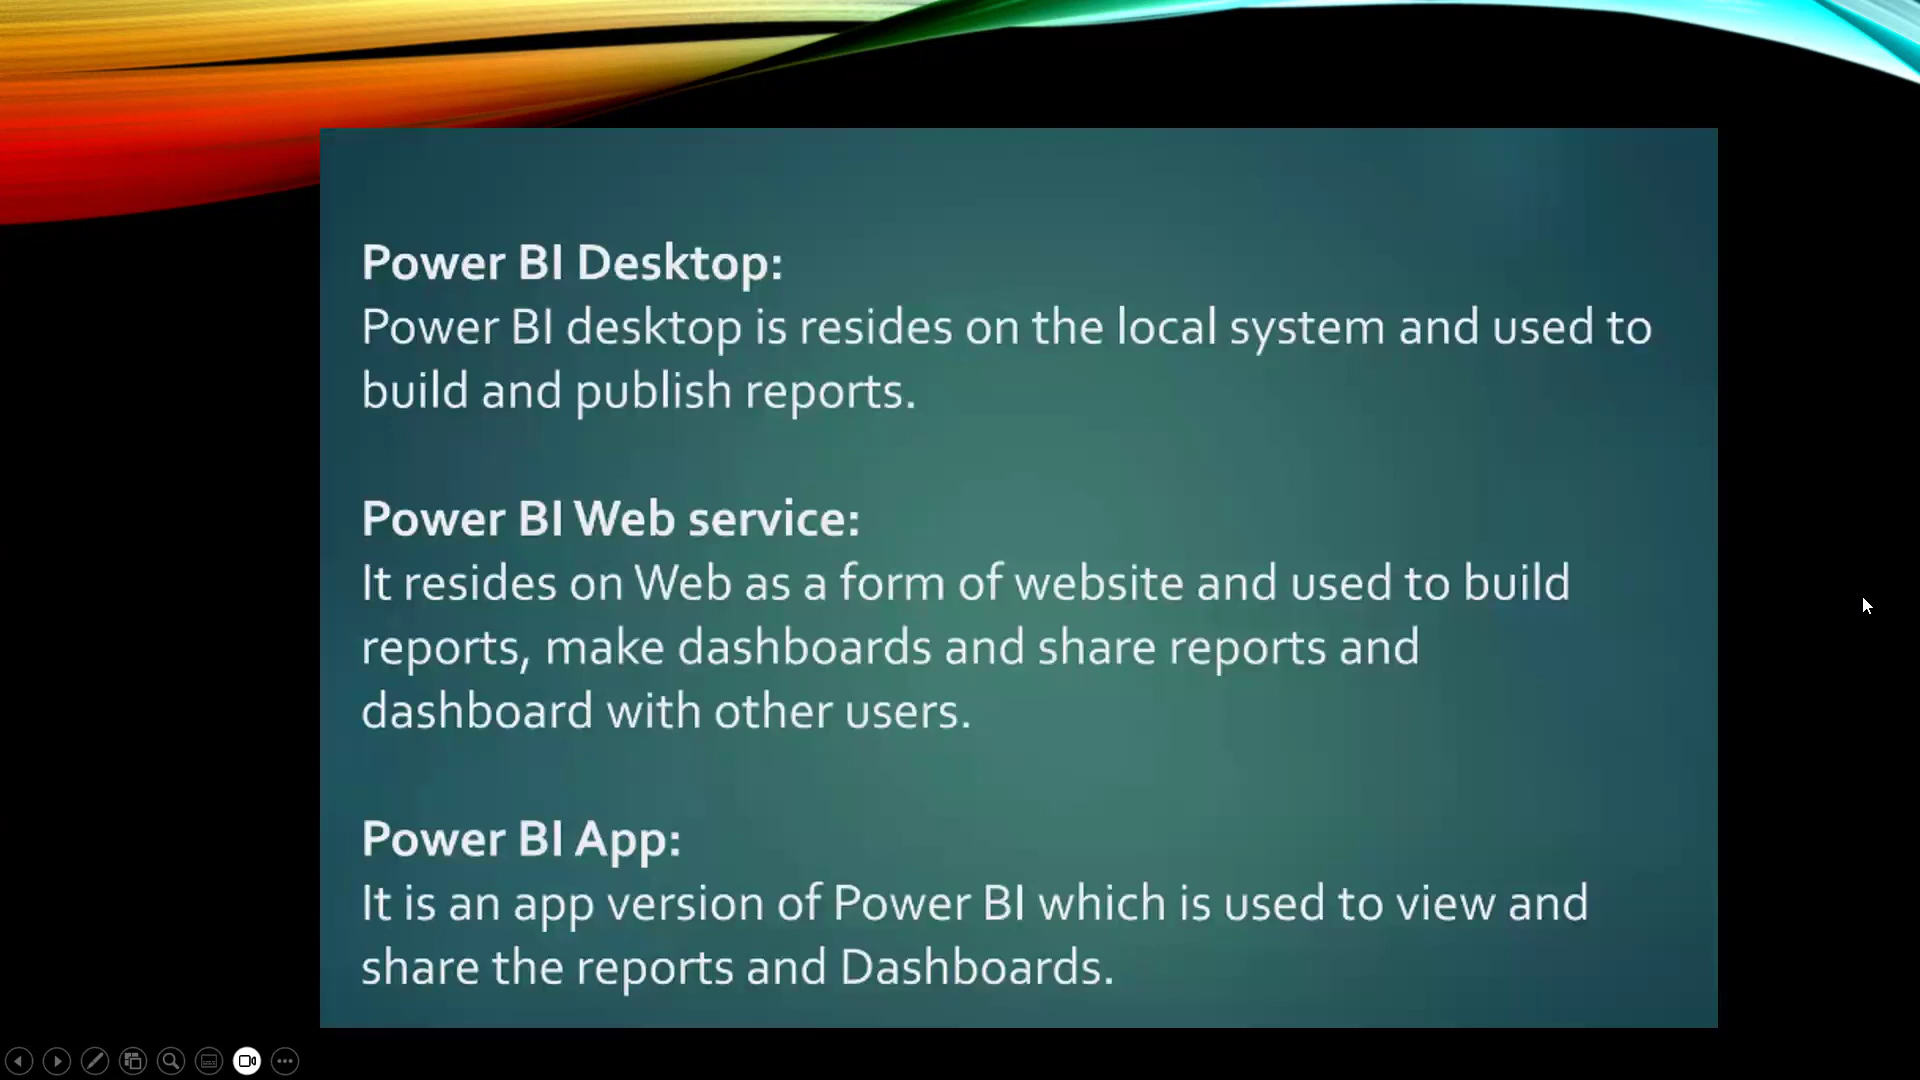 Power BI Desktop:
Power BI desktop is resides on the local system and used to
build and publish reports.
Power BI Web service:
It resides on Web as a form of website and used to build
reports, make dashboards and share reports and
dashboard with other users.
Power BI App:
It is an app version of Power BI which is used to view and
share the reports and Dashboards.